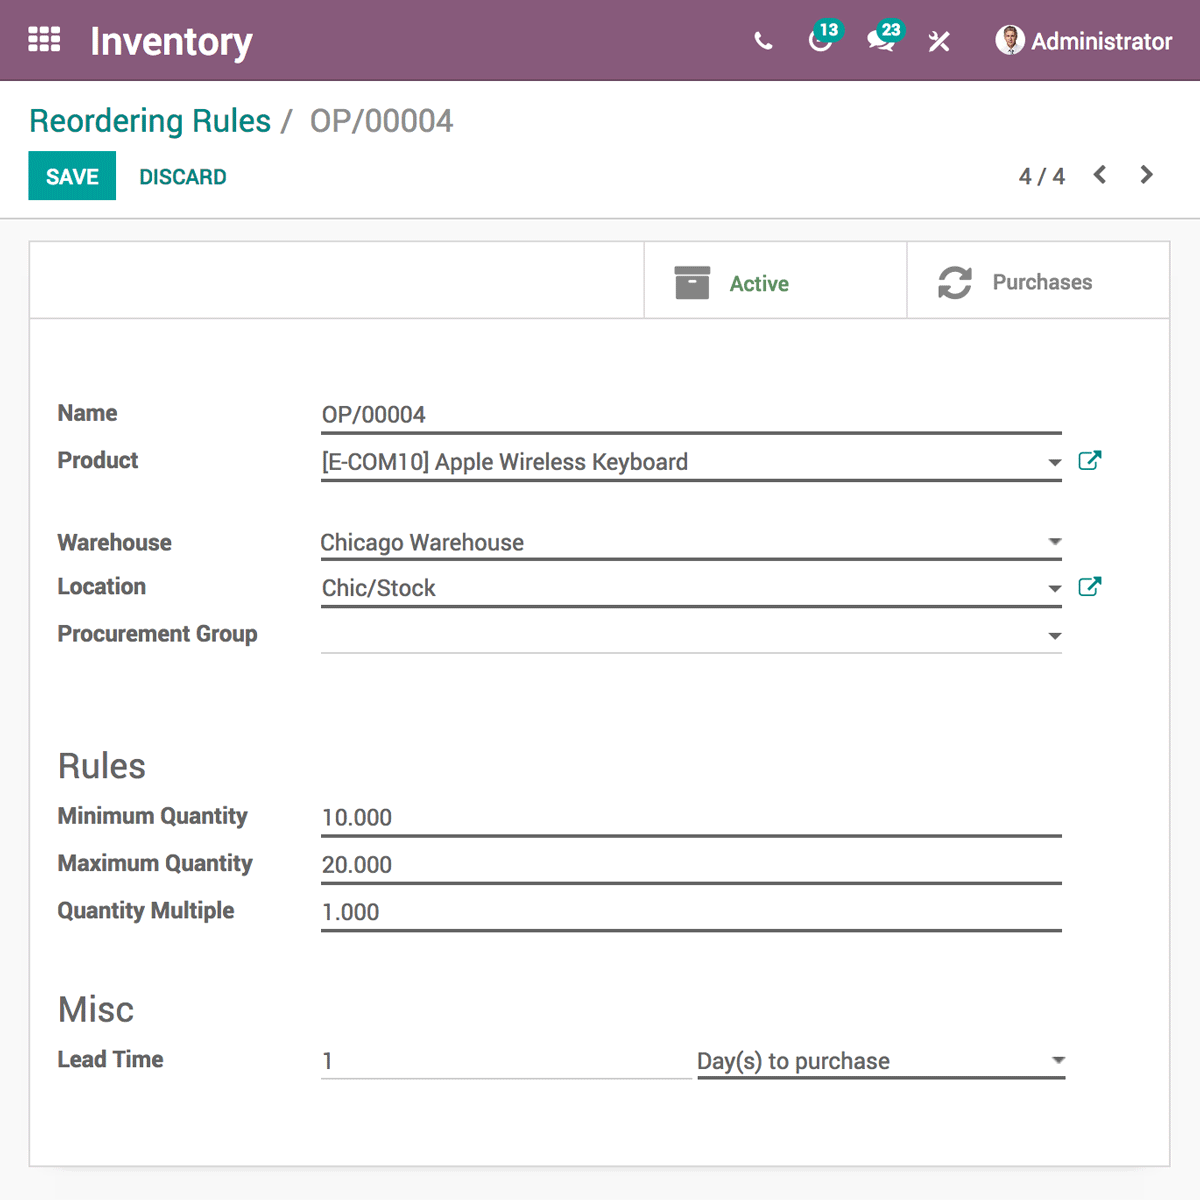 Inventory 13 23 Administrator
Reordering Rules / OP/00004
SAVE DISCARD 4 / 4
Active Purchases
Name OP/00004
Product [E-COM10] Apple Wireless Keyboard
Warehouse Chicago Warehouse
Location Chic/Stock
Procurement Group
Rules
Minimum Quantity 10.000
Maximum Quantity 20.000
Quantity Multiple 1.000
Misc
Lead Time 1 Day(s) to purchase